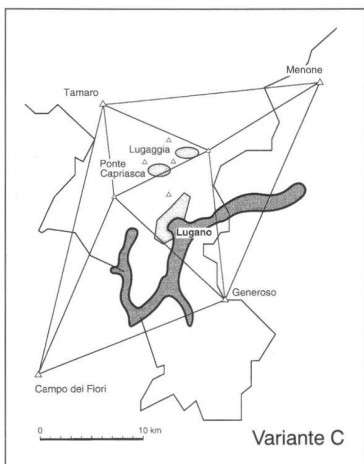 Menone
Tamaro
Lugaggia
Ponte
Capriasca
Lugano
Generoso
Campo dei Fiori
0 10 km
Variante C